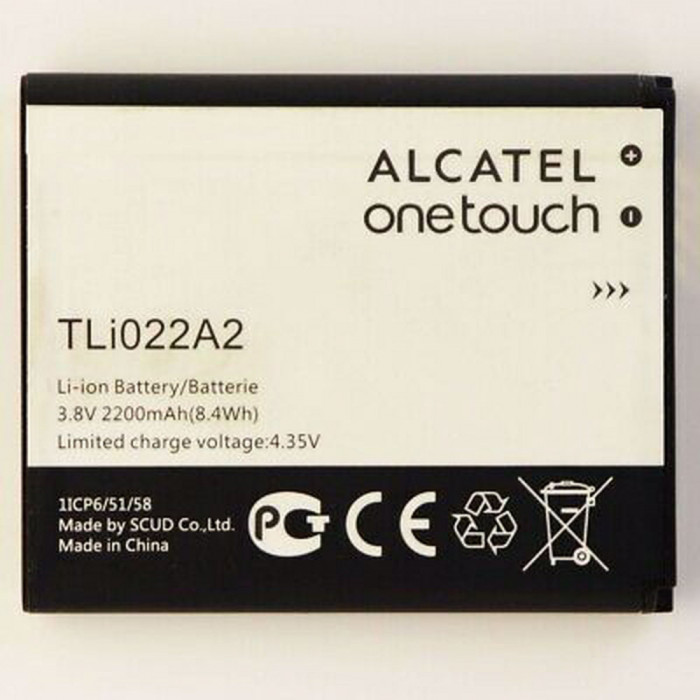 ALCATEL
onetouch
>>>
TLi022A2
Li-ion Battery/Batterie
3.8V 2200mAh(8.4Wh)
Limited charge voltage:4.35V
1ICP6/51/58
Made by SCUD Co.,Ltd.
Made in China
PCT CE